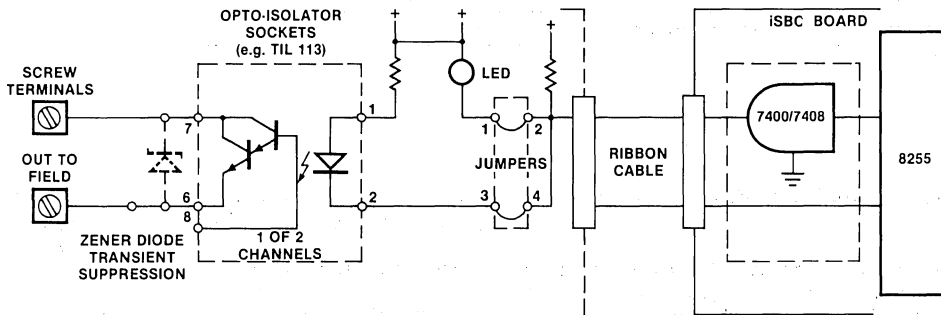 OPTO-ISOLATOR
SOCKETS
(e.g. TIL 113)
+
+
+
iSBC BOARD
SCREW
TERMINALS
LED
7
1
1
2
7400/7408
8255
OUT TO
FIELD
JUMPERS
RIBBON
CABLE
6
8
2
3
4
1 OF 2
CHANNELS
ZENER DIODE
TRANSIENT
SUPPRESSION